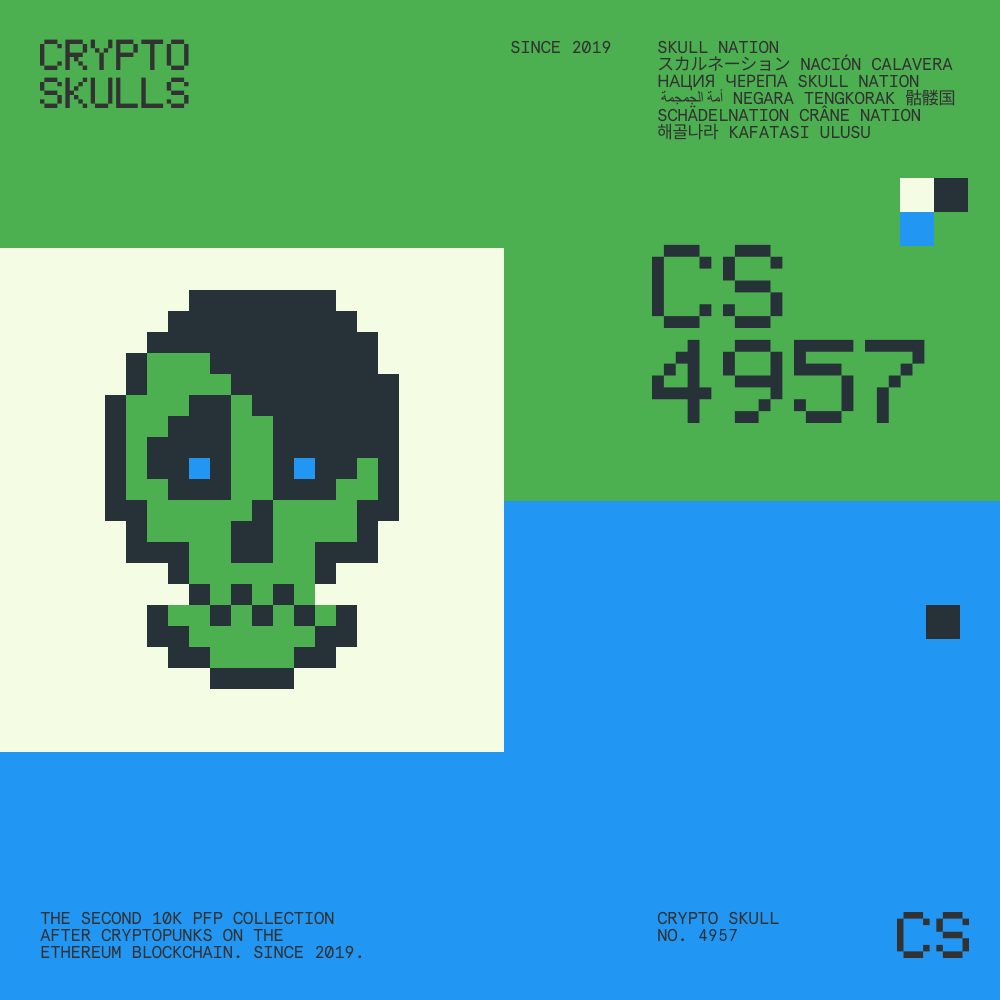 CRYPTO
SKULLS
SINCE 2019
SKULL NATION
スカルネーション NACIÓN CALAVERA
НАЦИЯ ЧЕРЕПА SKULL NATION
أمة الجمجمة NEGARA TENGKORAK 骷髅国
SCHÄDELNATION CRÂNE NATION
해골나라 KAFATASI ULUSU
CS
4957
THE SECOND 10K PFP COLLECTION
AFTER CRYPTOPUNKS ON THE
ETHEREUM BLOCKCHAIN. SINCE 2019.
CRYPTO SKULL
NO. 4957
CS